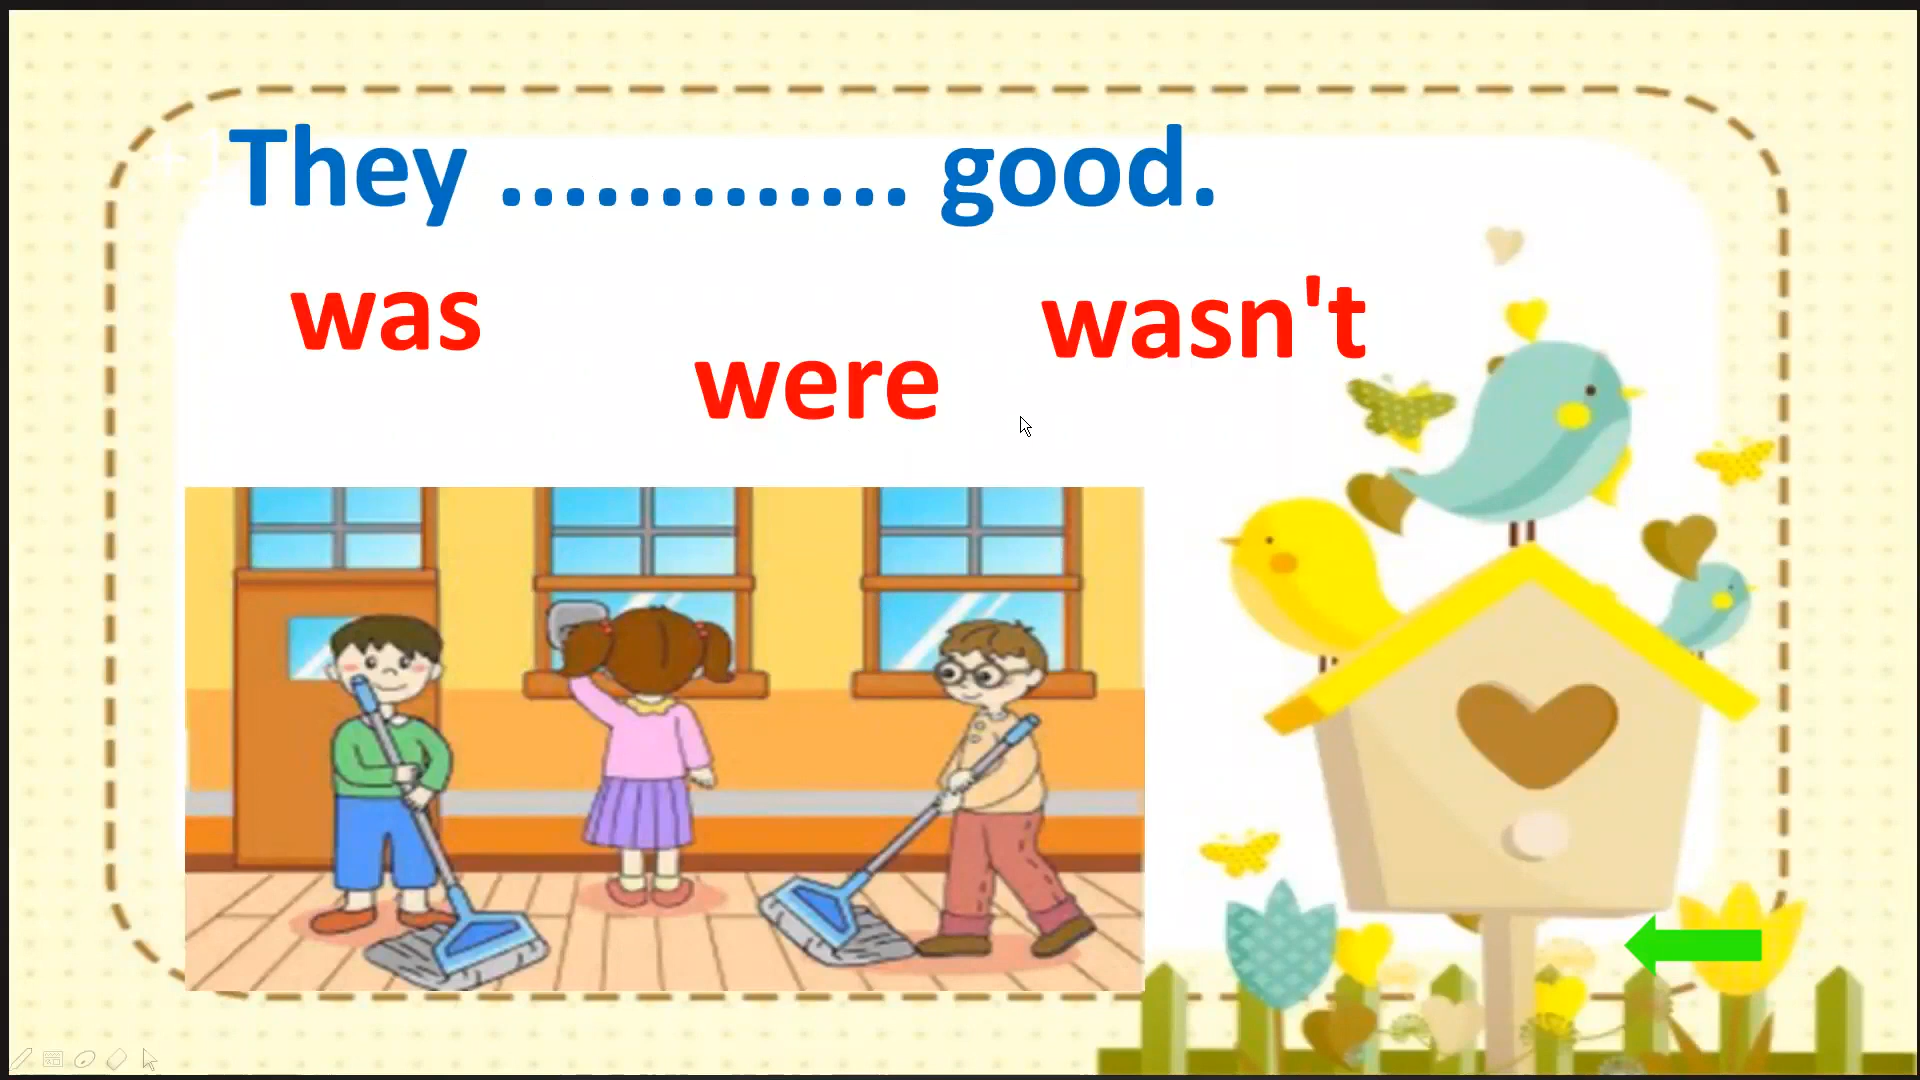 They ............. good.
was
were
wasn't